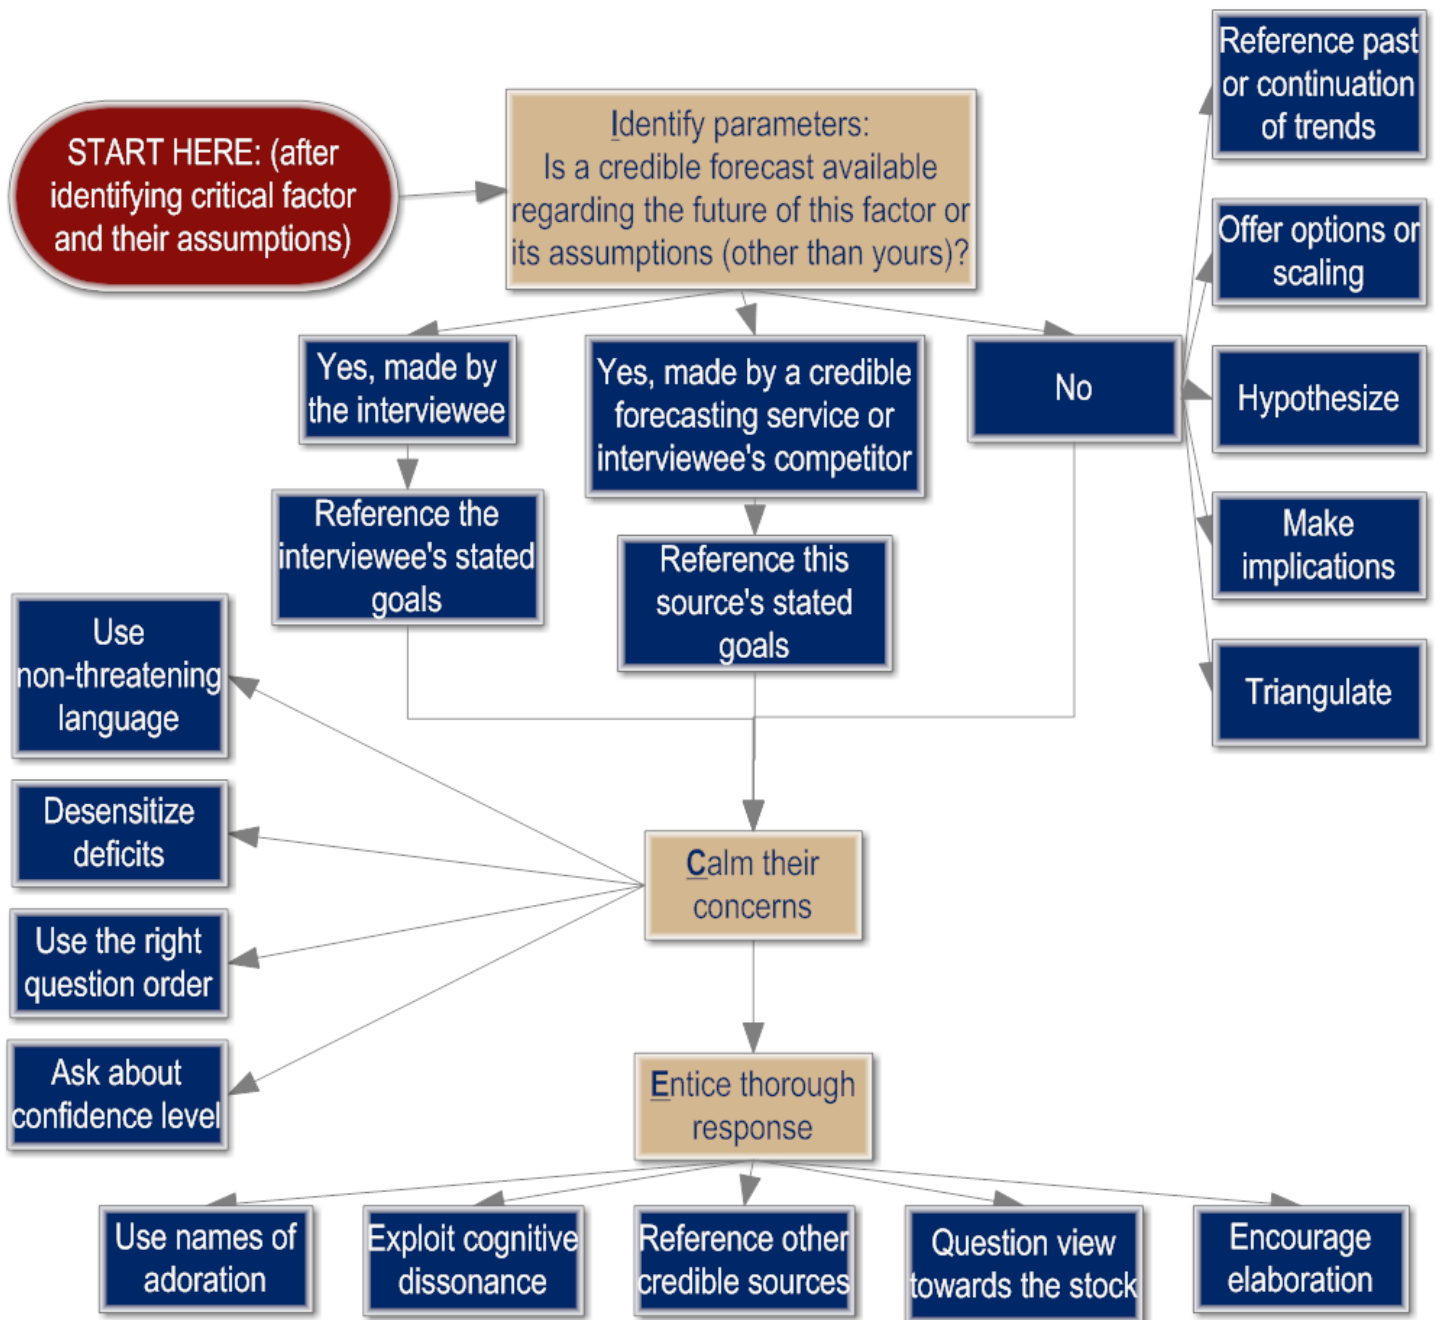 START HERE: (after
identifying critical factor
and their assumptions)
Identify parameters:
Is a credible forecast available
regarding the future of this factor or
its assumptions (other than yours)?
Reference past
or continuation
of trends
Offer options or
scaling
Hypothesize
Make
implications
Triangulate
Yes, made by
the interviewee
Yes, made by a credible
forecasting service or
interviewee's competitor
No
Reference the
interviewee's stated
goals
Reference this
source's stated
goals
Use
non-threatening
language
Desensitize
deficits
Use the right
question order
Ask about
confidence level
Calm their
concerns
Entice thorough
response
Use names of
adoration
Exploit cognitive
dissonance
Reference other
credible sources
Question view
towards the stock
Encourage
elaboration